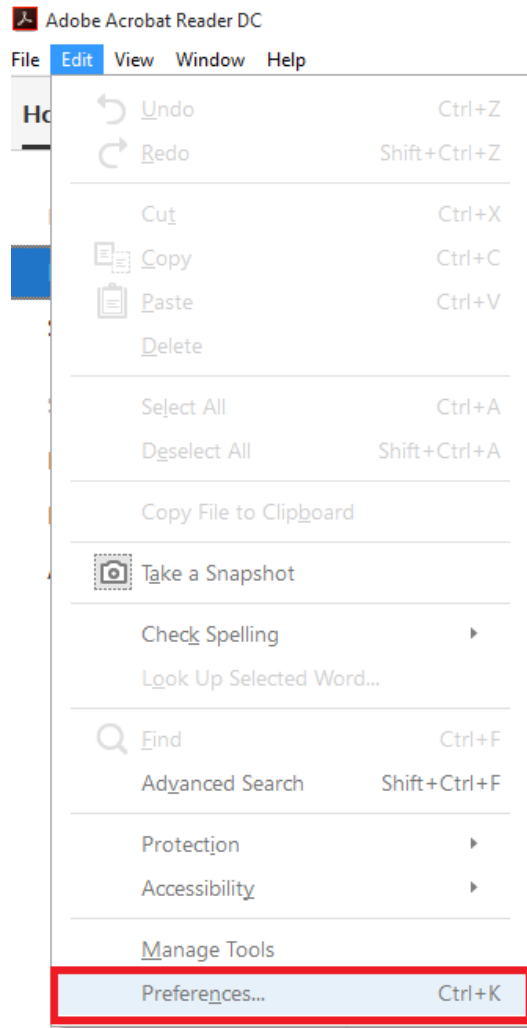 Adobe Acrobat Reader DC
File Edit View Window Help
Undo Ctrl+Z
Redo Shift+Ctrl+Z
Cut Ctrl+X
Copy Ctrl+C
Paste Ctrl+V
Delete
Select All Ctrl+A
Deselect All Shift+Ctrl+A
Copy File to Clipboard
Take a Snapshot
Check Spelling
Look Up Selected Word...
Find Ctrl+F
Advanced Search Shift+Ctrl+F
Protection
Accessibility
Manage Tools
Preferences... Ctrl+K